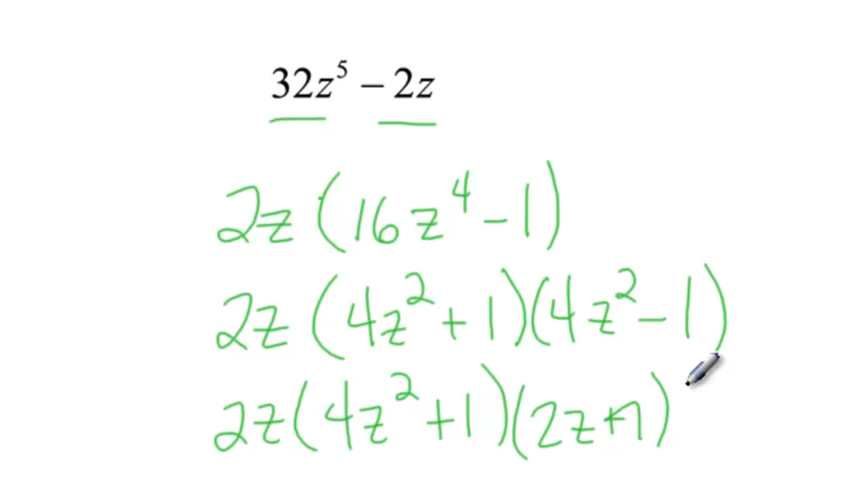 32z⁵ − 2z
2z(16z⁴ − 1)
2z(4z² + 1)(4z² − 1)
2z(4z² + 1)(2z + 1)